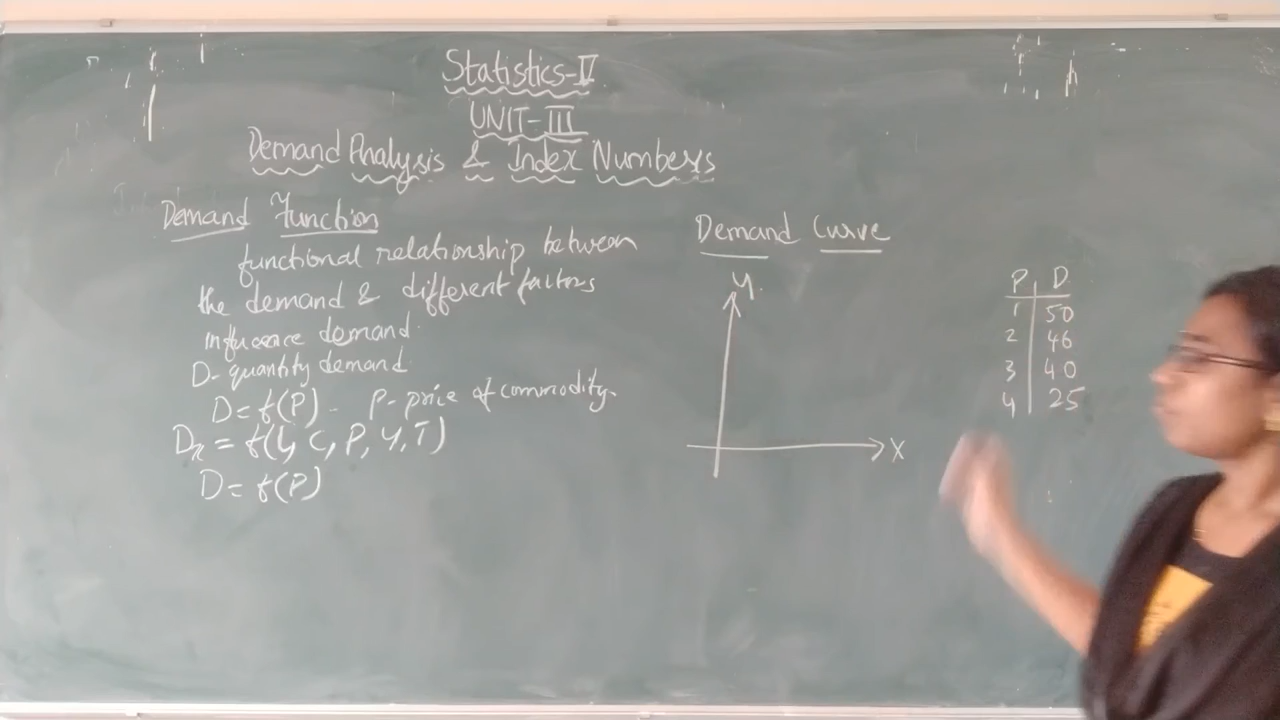 Statistics-V
UNIT-III
Demand Analysis & Index Numbers
Demand Function
functional relationship between
the demand & different factors
influence demand.
D- quantity demand
D = f(P) - P- price of commodity.
= f(                C, P, Y, T)
D = f(P)
Demand Curve
Y
X
P D
1 50
2 46
3 40
4 25